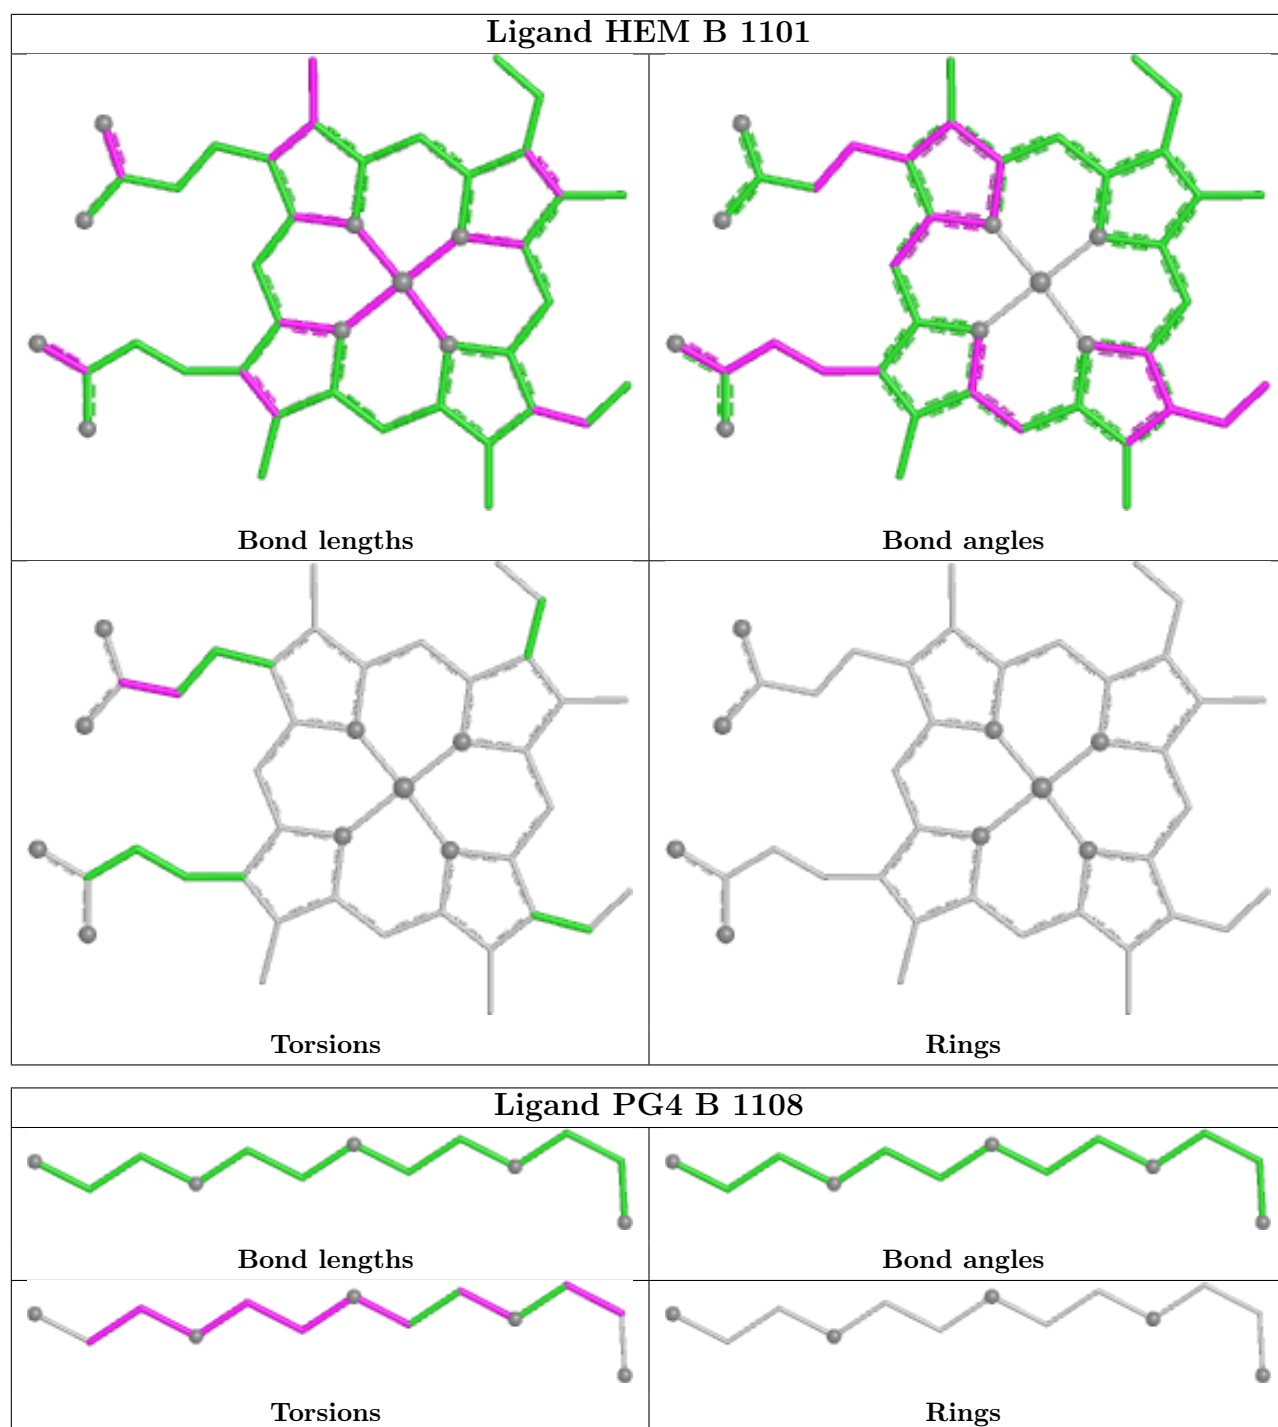 Ligand HEM B 1101
Bond lengths
Bond angles
Torsions
Rings
Ligand PG4 B 1108
Bond lengths
Bond angles
Torsions
Rings